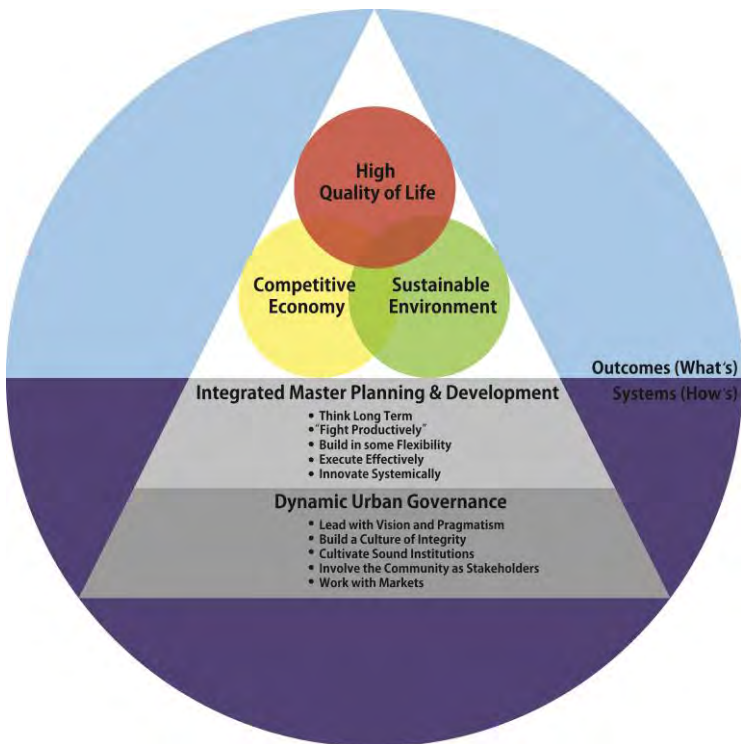 High
Quality of Life
Competitive
Economy
Sustainable
Environment
Outcomes (What's)
Systems (How's)
Integrated Master Planning & Development
• Think Long Term
• "Fight Productively"
• Build in some Flexibility
• Execute Effectively
• Innovate Systemically
Dynamic Urban Governance
• Lead with Vision and Pragmatism
• Build a Culture of Integrity
• Cultivate Sound Institutions
• Involve the Community as Stakeholders
• Work with Markets